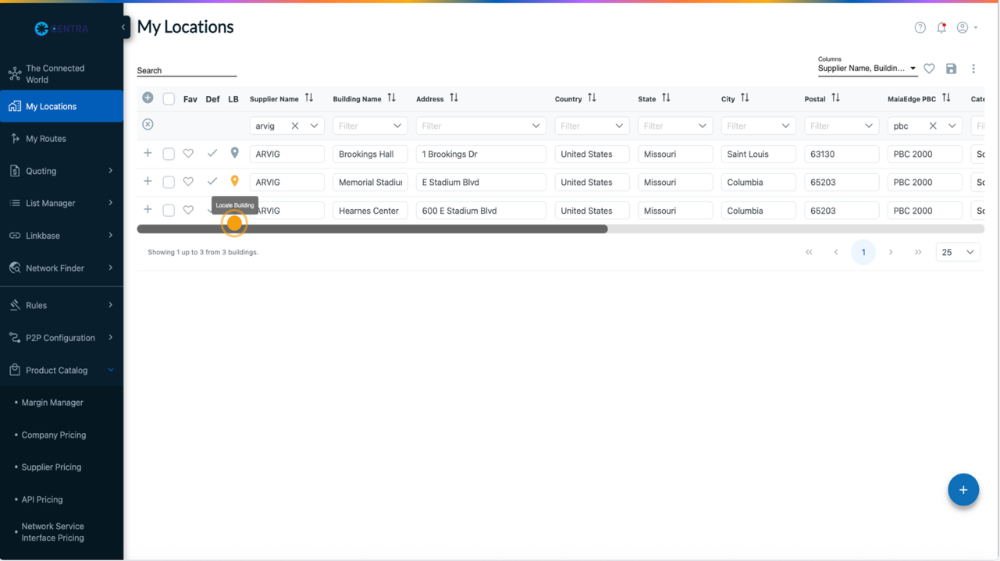 CENTRA
My Locations
The Connected
World
My Locations
My Routes
Quoting
List Manager
Linkbase
Network Finder
Rules
P2P Configuration
Product Catalog
• Margin Manager
• Company Pricing
• Supplier Pricing
• API Pricing
• Network Service
Interface Pricing
Search
Columns
Supplier Name, Buildin...
Fav Def LB Supplier Name Building Name Address Country State City Postal MaiaEdge PBC Cate
arvig Filter Filter Filter Filter Filter Filter pbc Fil
ARVIG Brookings Hall 1 Brookings Dr United States Missouri Saint Louis 63130 PBC 2000 Sc
ARVIG Memorial Stadiu E Stadium Blvd United States Missouri Columbia 65203 PBC 2000 Sc
Locate Building
ARVIG Hearnes Center 600 E Stadium Blvd United States Missouri Columbia 65203 PBC 2000 Sc
Showing 1 up to 3 from 3 buildings.
« ‹ 1 › » 25
+